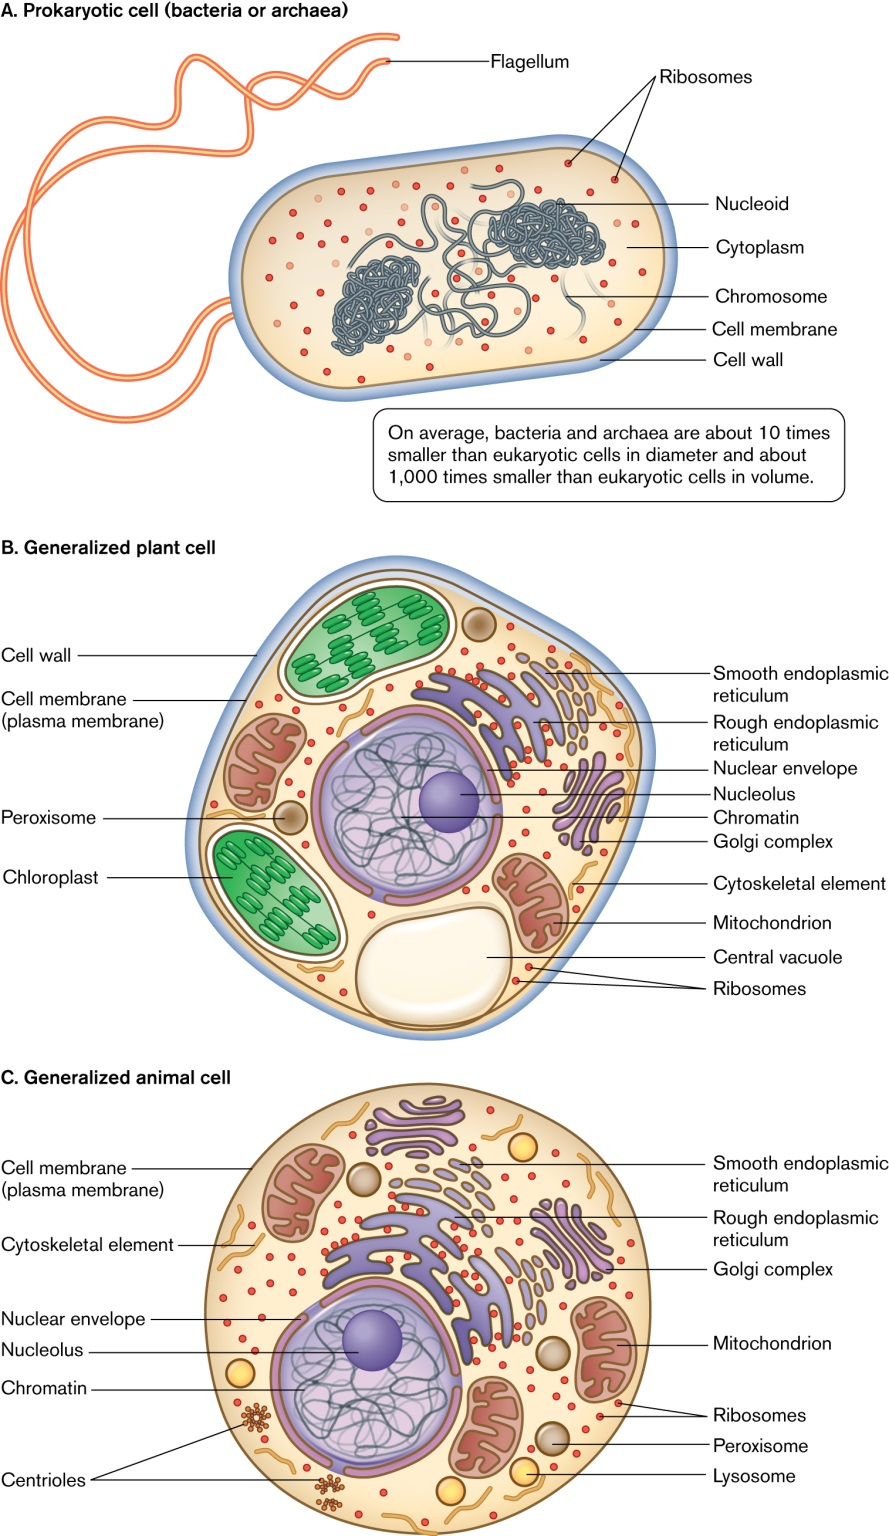 A. Prokaryotic cell (bacteria or archaea)
Flagellum
Ribosomes
Nucleoid
Cytoplasm
Chromosome
Cell membrane
Cell wall
On average, bacteria and archaea are about 10 times
smaller than eukaryotic cells in diameter and about
1,000 times smaller than eukaryotic cells in volume.
B. Generalized plant cell
Cell wall
Cell membrane
(plasma membrane)
Peroxisome
Chloroplast
Smooth endoplasmic
reticulum
Rough endoplasmic
reticulum
Nuclear envelope
Nucleolus
Chromatin
Golgi complex
Cytoskeletal element
Mitochondrion
Central vacuole
Ribosomes
C. Generalized animal cell
Cell membrane
(plasma membrane)
Cytoskeletal element
Nuclear envelope
Nucleolus
Chromatin
Centrioles
Smooth endoplasmic
reticulum
Rough endoplasmic
reticulum
Golgi complex
Mitochondrion
Ribosomes
Peroxisome
Lysosome